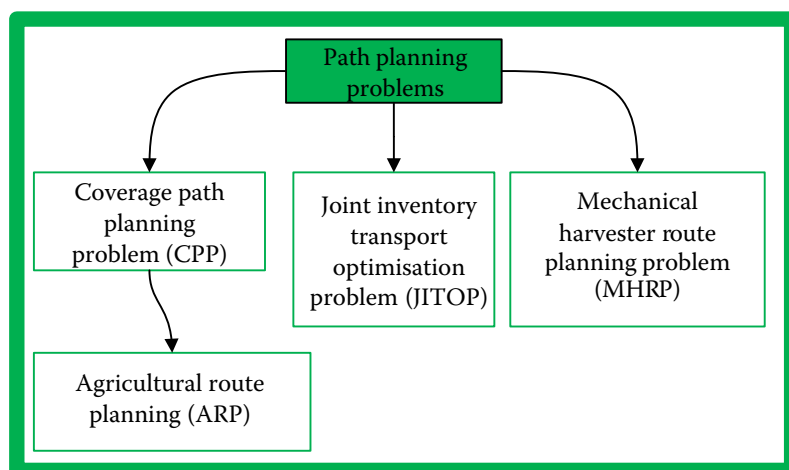 Path planning
problems
Coverage path
planning
problem (CPP)
Joint inventory
transport
optimisation
problem (JITOP)
Mechanical
harvester route
planning problem
(MHRP)
Agricultural route
planning (ARP)